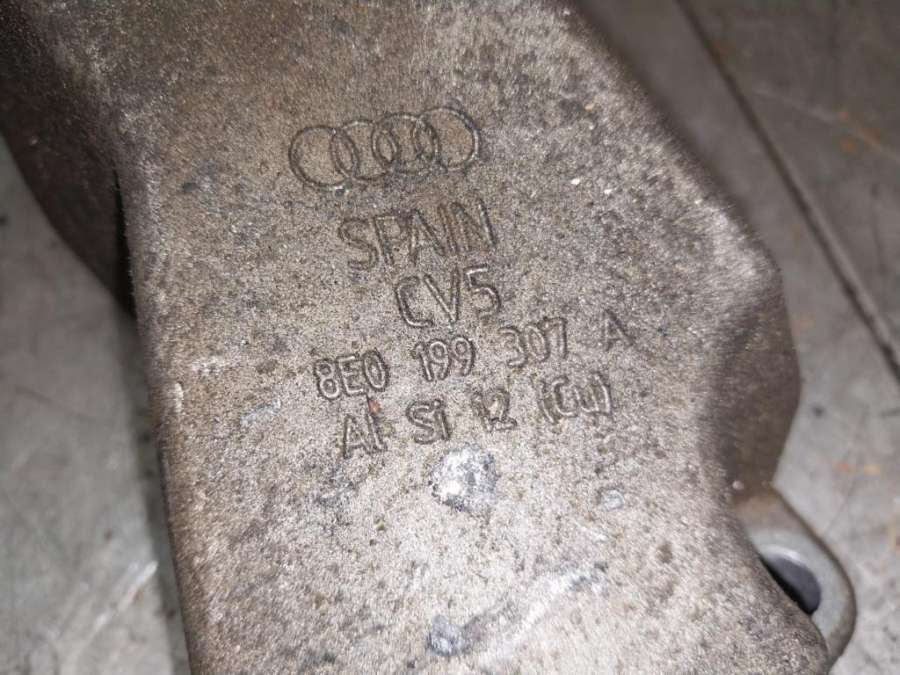 SPAIN
CV5
8E0 199 307 A
Al Si 12 (Cu)